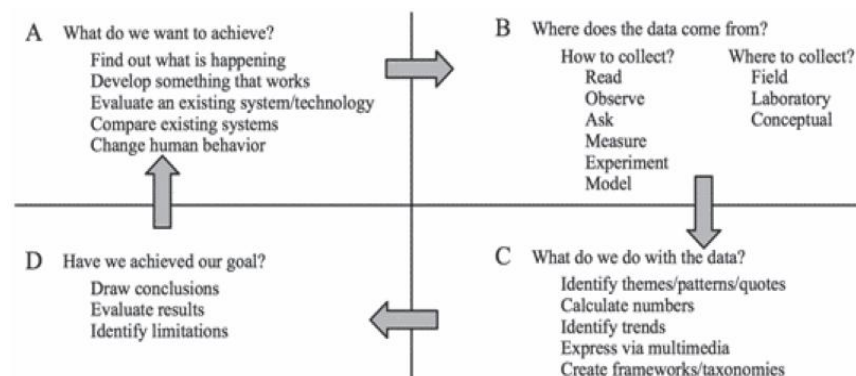 A What do we want to achieve?
Find out what is happening
Develop something that works
Evaluate an existing system/technology
Compare existing systems
Change human behavior
B Where does the data come from?
How to collect? Where to collect?
Read Field
Observe Laboratory
Ask Conceptual
Measure
Experiment
Model
D Have we achieved our goal?
Draw conclusions
Evaluate results
Identify limitations
C What do we do with the data?
Identify themes/patterns/quotes
Calculate numbers
Identify trends
Express via multimedia
Create frameworks/taxonomies